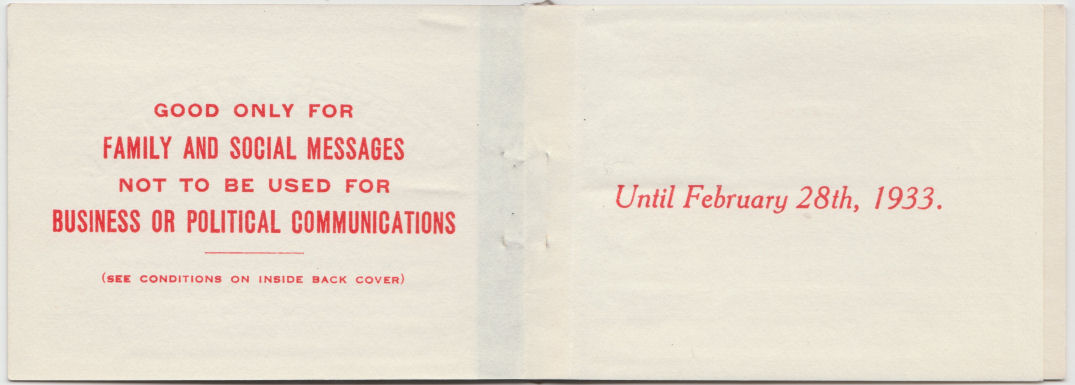 GOOD ONLY FOR
FAMILY AND SOCIAL MESSAGES
NOT TO BE USED FOR
BUSINESS OR POLITICAL COMMUNICATIONS
(SEE CONDITIONS ON INSIDE BACK COVER)
Until February 28th, 1933.